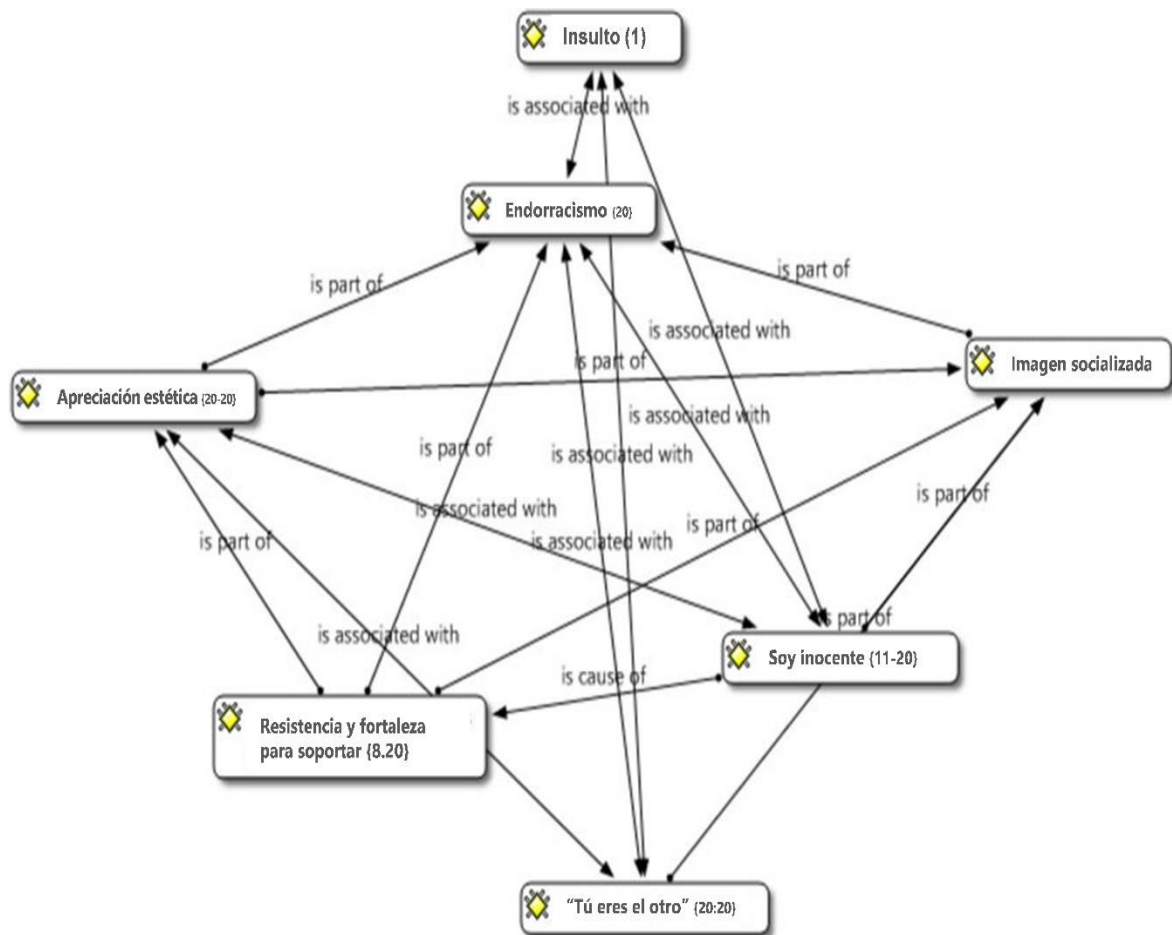 Insulto (1)
is associated with
Endorracismo {20}
is part of
is part of
is associated with
is part of
Imagen socializada
Apreciación estética {20-20}
is associated with
is part of
is associated with
is part of
is associated with
is part of
is part of
is associated with
is part of
is associated with
Soy inocente {11-20}
is cause of
Resistencia y fortaleza
para soportar {8.20}
“Tú eres el otro” {20:20}